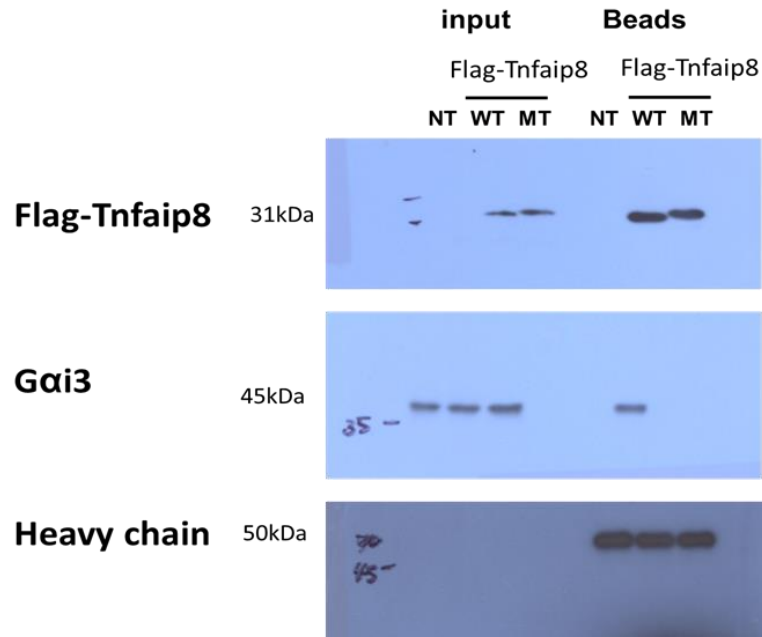 input Beads
Flag-Tnfaip8 Flag-Tnfaip8
NT WT MT NT WT MT
Flag-Tnfaip8 31kDa
Gαi3 45kDa
35 -
Heavy chain 50kDa
45-